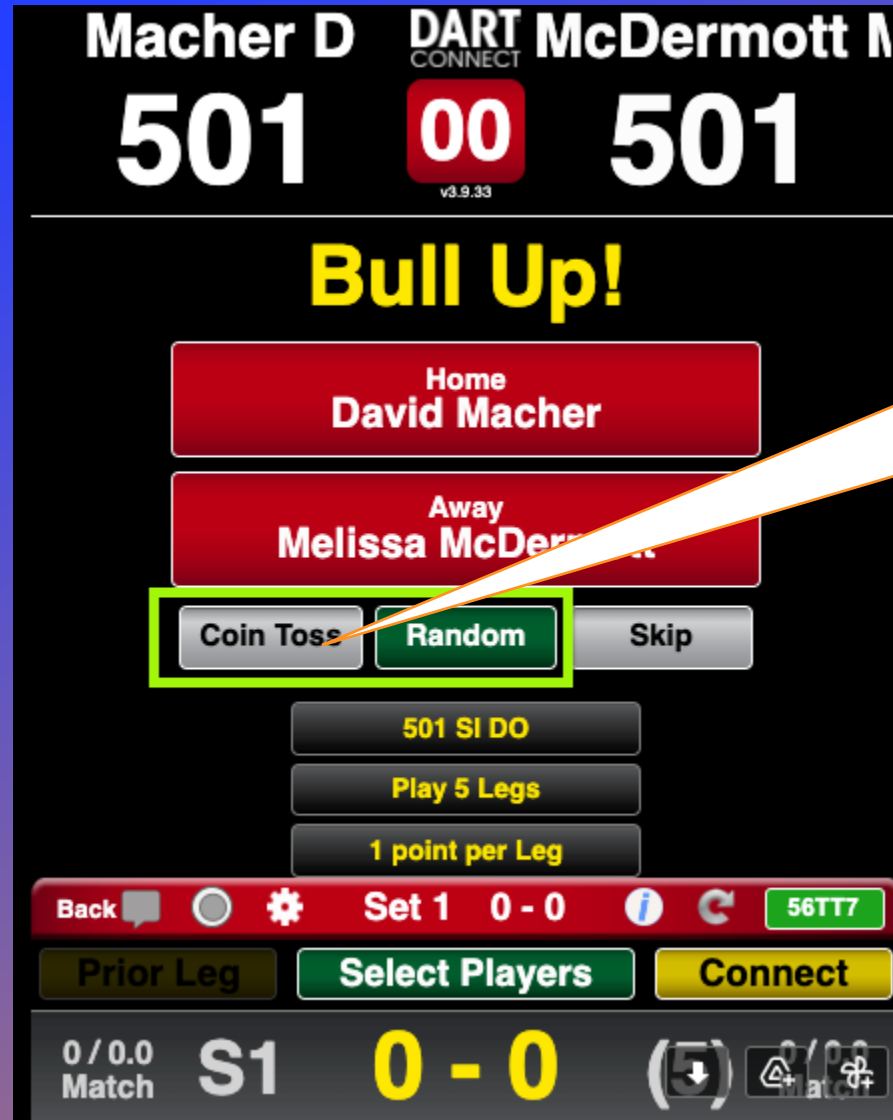 Macher D DART CONNECT McDermott M
501 00 501
v3.9.33
Bull Up!
Home
David Macher
Away
Melissa
Coin Toss Random Skip
501 SI DO
Play 5 Legs
1 point per Leg
Back Set 1 0 - 0 i 56TT7
Prior Leg Select Players Connect
0 / 0.0 S1 0 - 0 (5)
Match